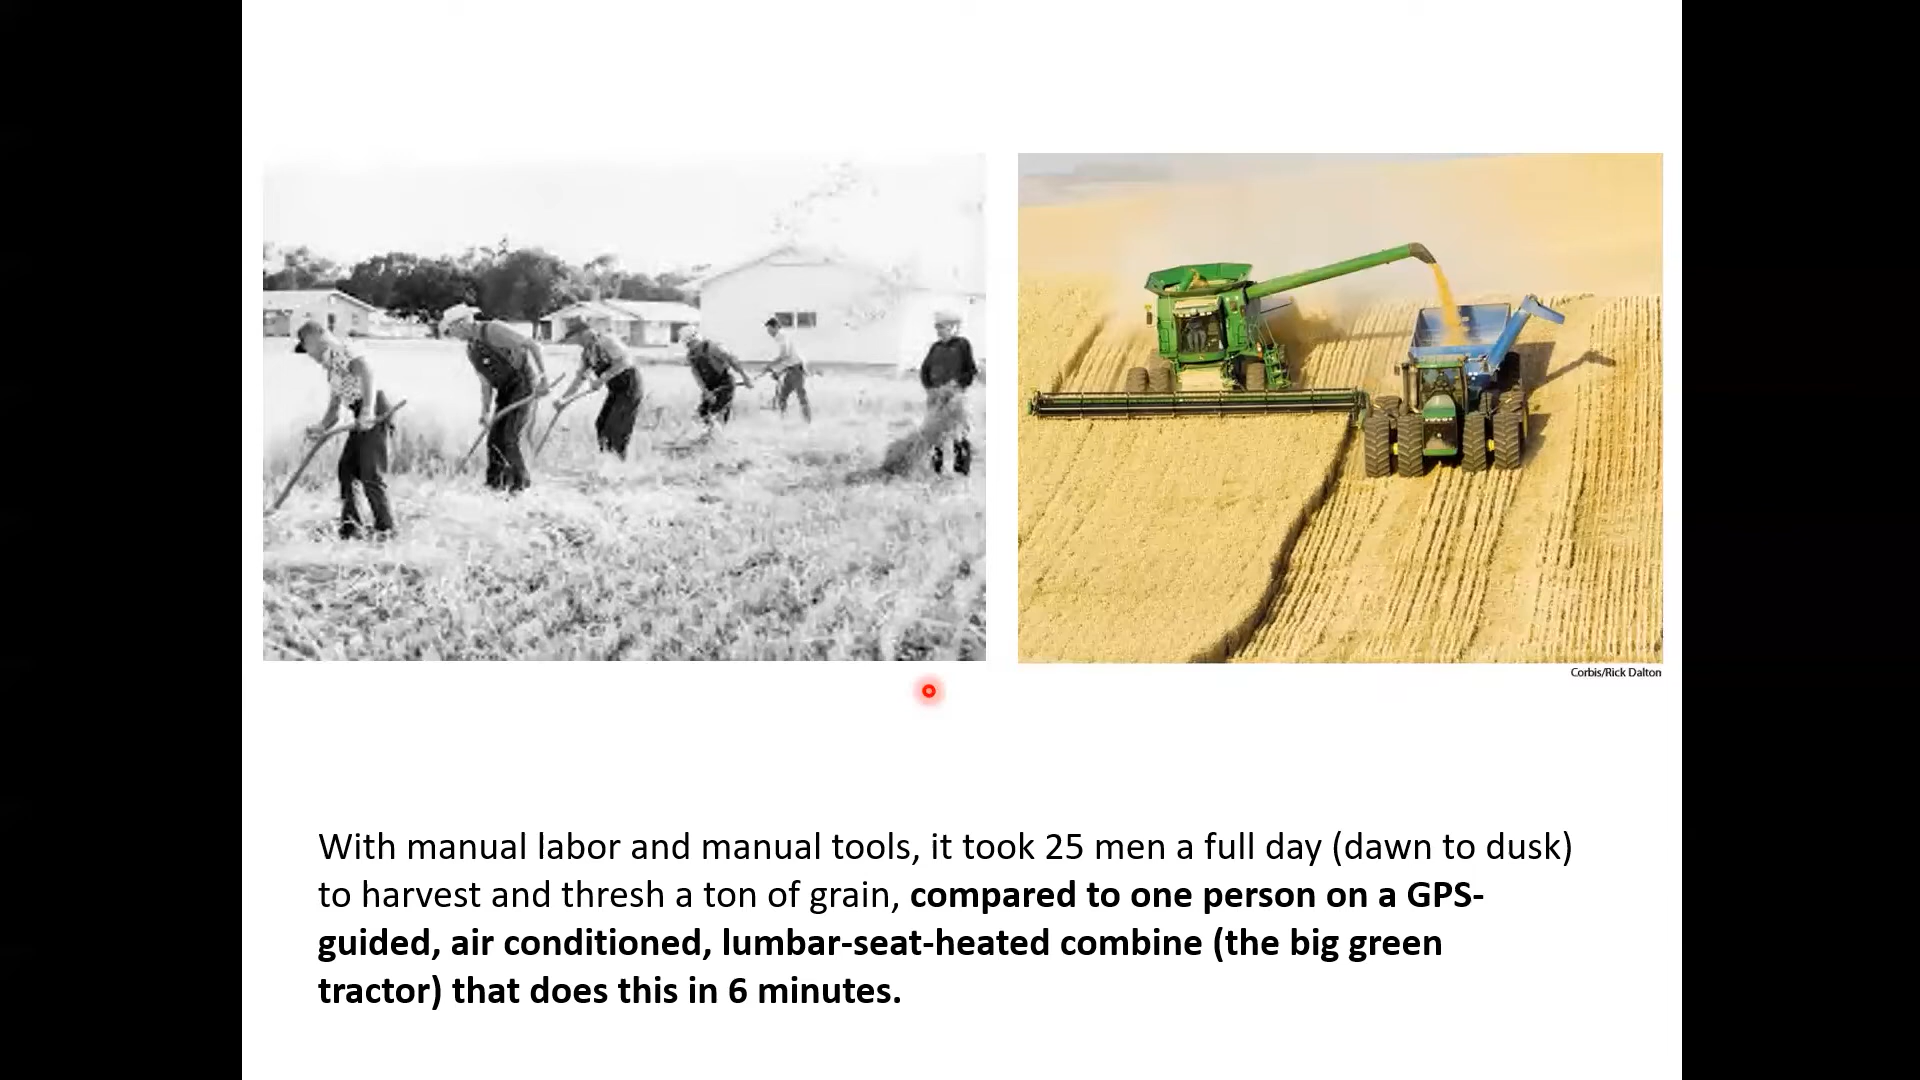 Corbis/Rick Dalton
With manual labor and manual tools, it took 25 men a full day (dawn to dusk)
to harvest and thresh a ton of grain, compared to one person on a GPS-
guided, air conditioned, lumbar-seat-heated combine (the big green
tractor) that does this in 6 minutes.